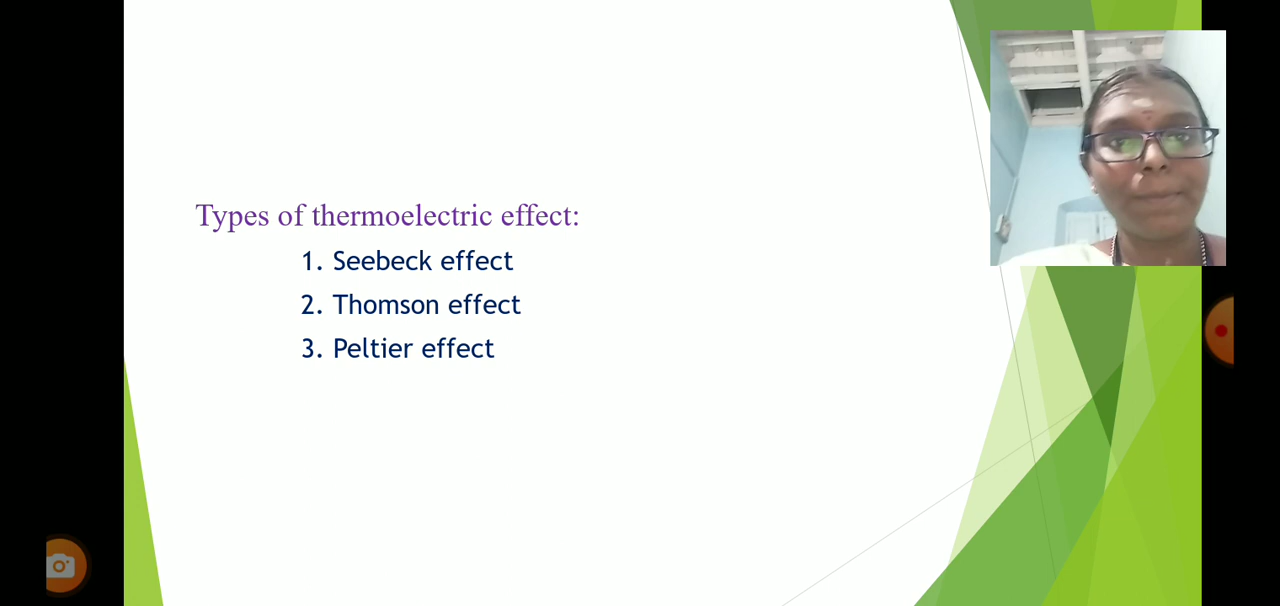 Types of thermoelectric effect:
1. Seebeck effect
2. Thomson effect
3. Peltier effect